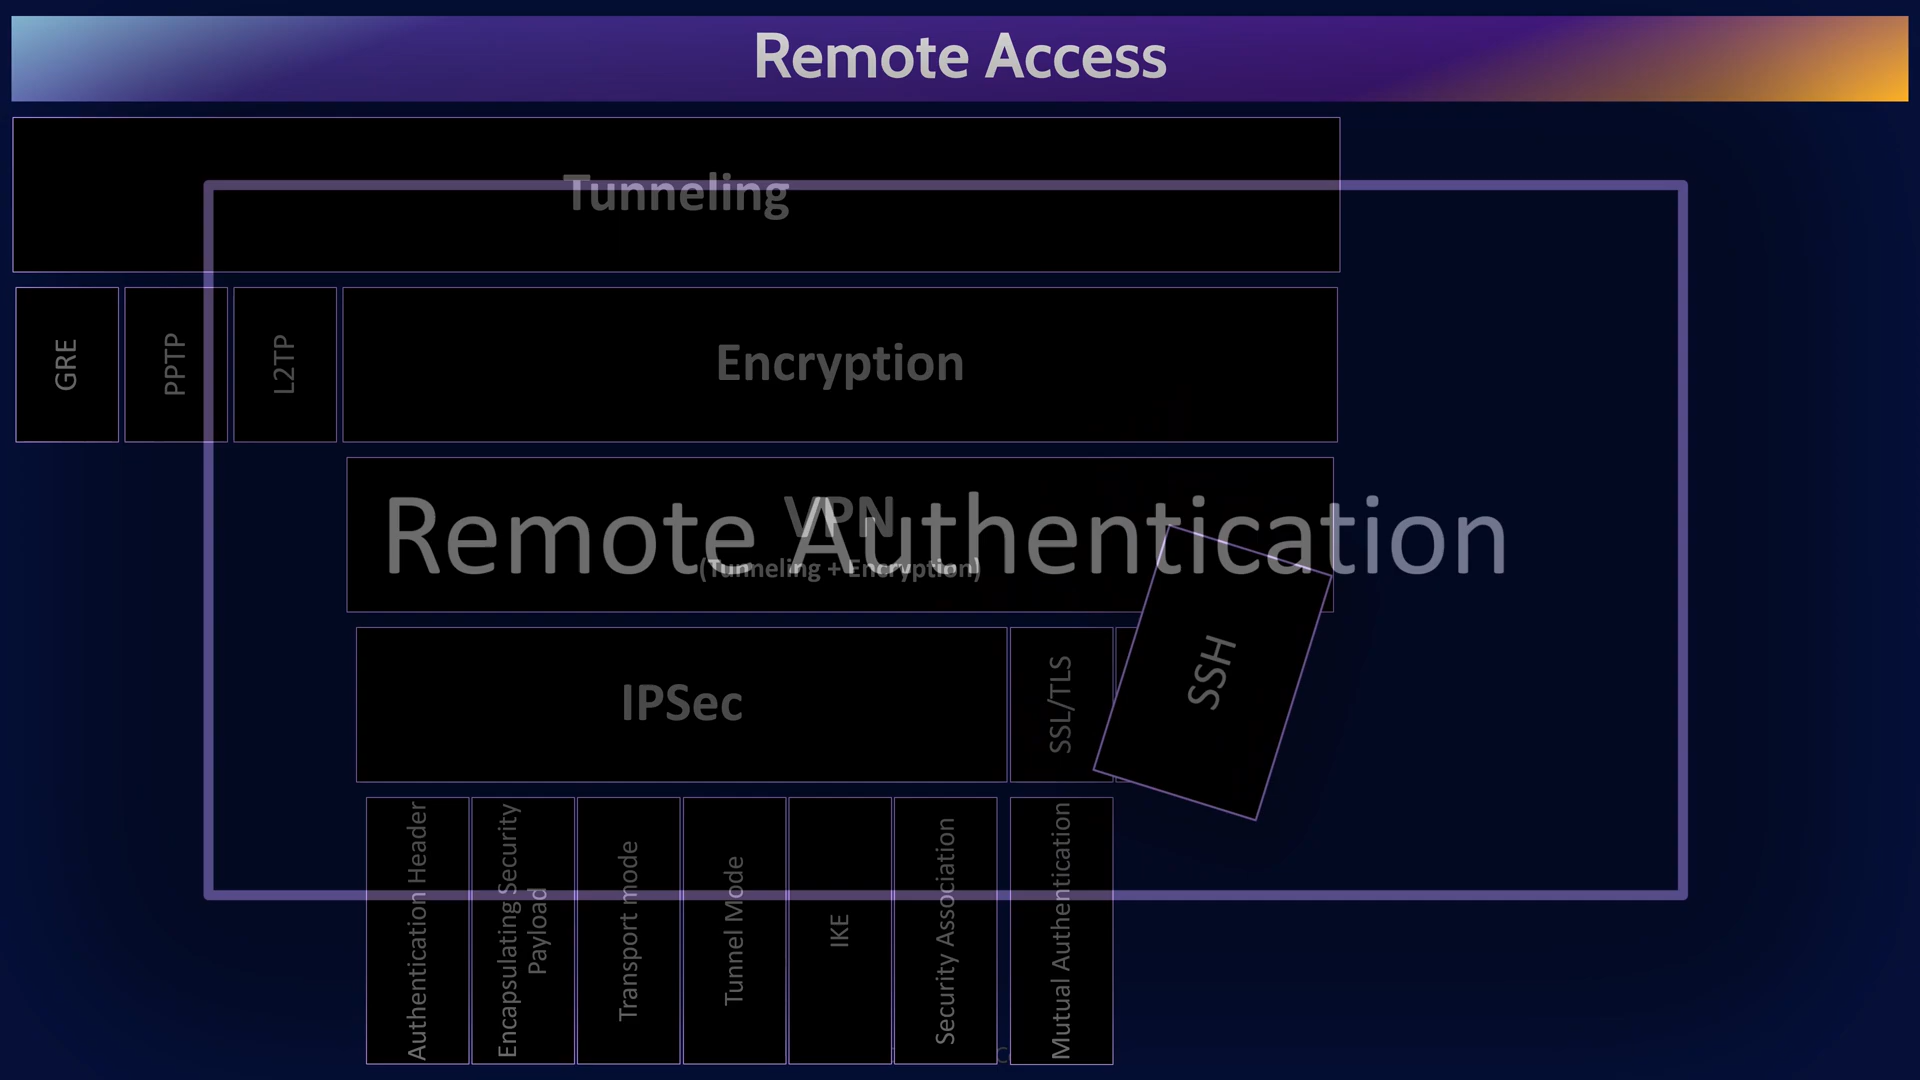 Remote Access
Tunneling
GRE
PPTP
L2TP
Encryption
VPN
(Tunneling + Encryption)
Remote Authentication
IPSec
SSL/TLS
SSH
Authentication Header
Encapsulating Security
Payload
Transport mode
Tunnel Mode
IKE
Security Association
Mutual Authentication